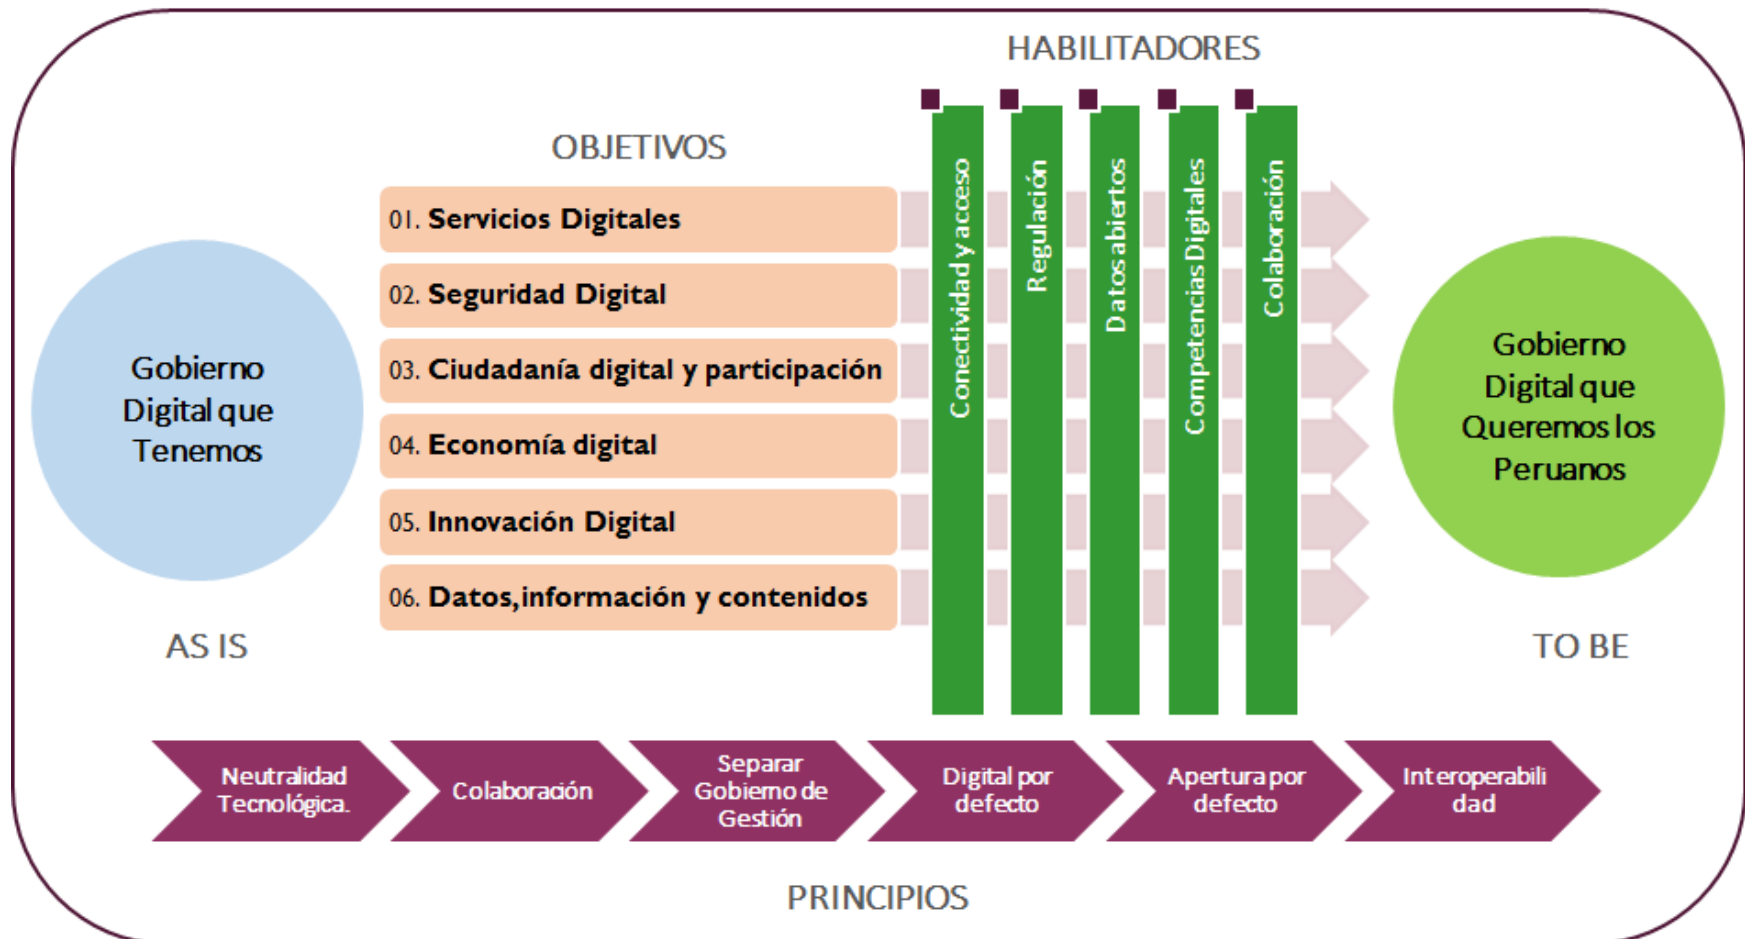 HABILITADORES
OBJETIVOS
01. Servicios Digitales
02. Seguridad Digital
03. Ciudadanía digital y participación
04. Economía digital
05. Innovación Digital
06. Datos,información y contenidos
Conectividad y acceso
Regulación
Datos abiertos
Competencias Digitales
Colaboración
Gobierno
Digital que
Tenemos
AS IS
Gobierno
Digital que
Queremos los
Peruanos
TO BE
Neutralidad
Tecnológica.
Colaboración
Separar
Gobierno de
Gestión
Digital por
defecto
Apertura por
defecto
Interoperabili
dad
PRINCIPIOS